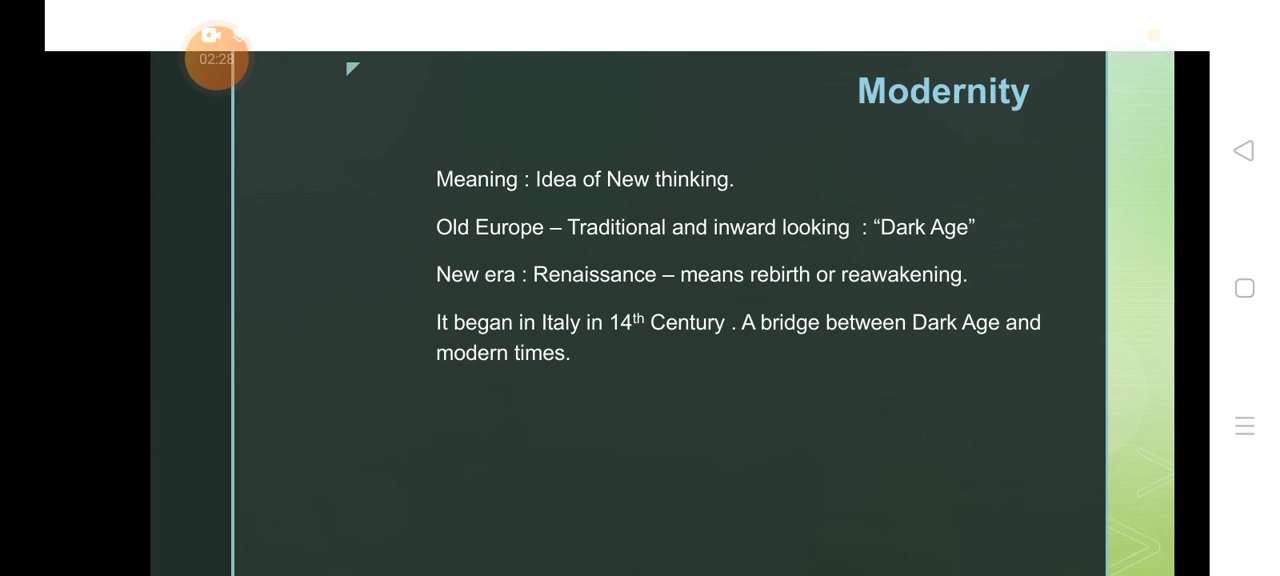 02:28
Modernity
Meaning : Idea of New thinking.
Old Europe – Traditional and inward looking  : “Dark Age”
New era : Renaissance – means rebirth or reawakening.
It began in Italy in 14th Century . A bridge between Dark Age and
modern times.